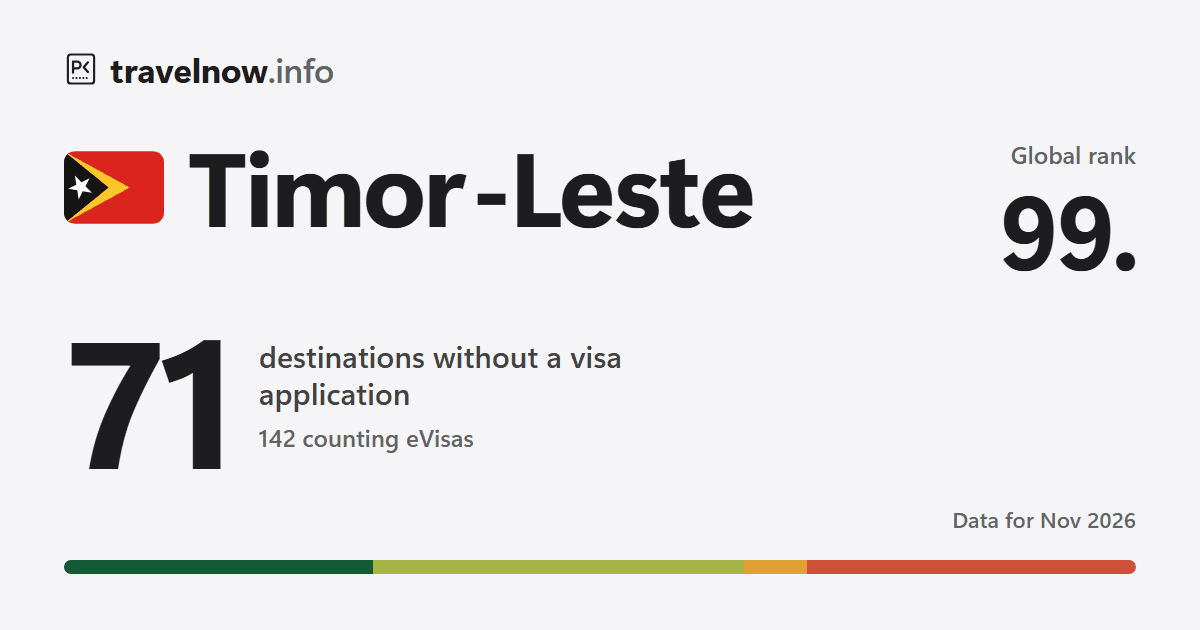 travelnow.info
Timor-Leste
Global rank
99.
71
destinations without a visa
application
142 counting eVisas
Data for Nov 2026